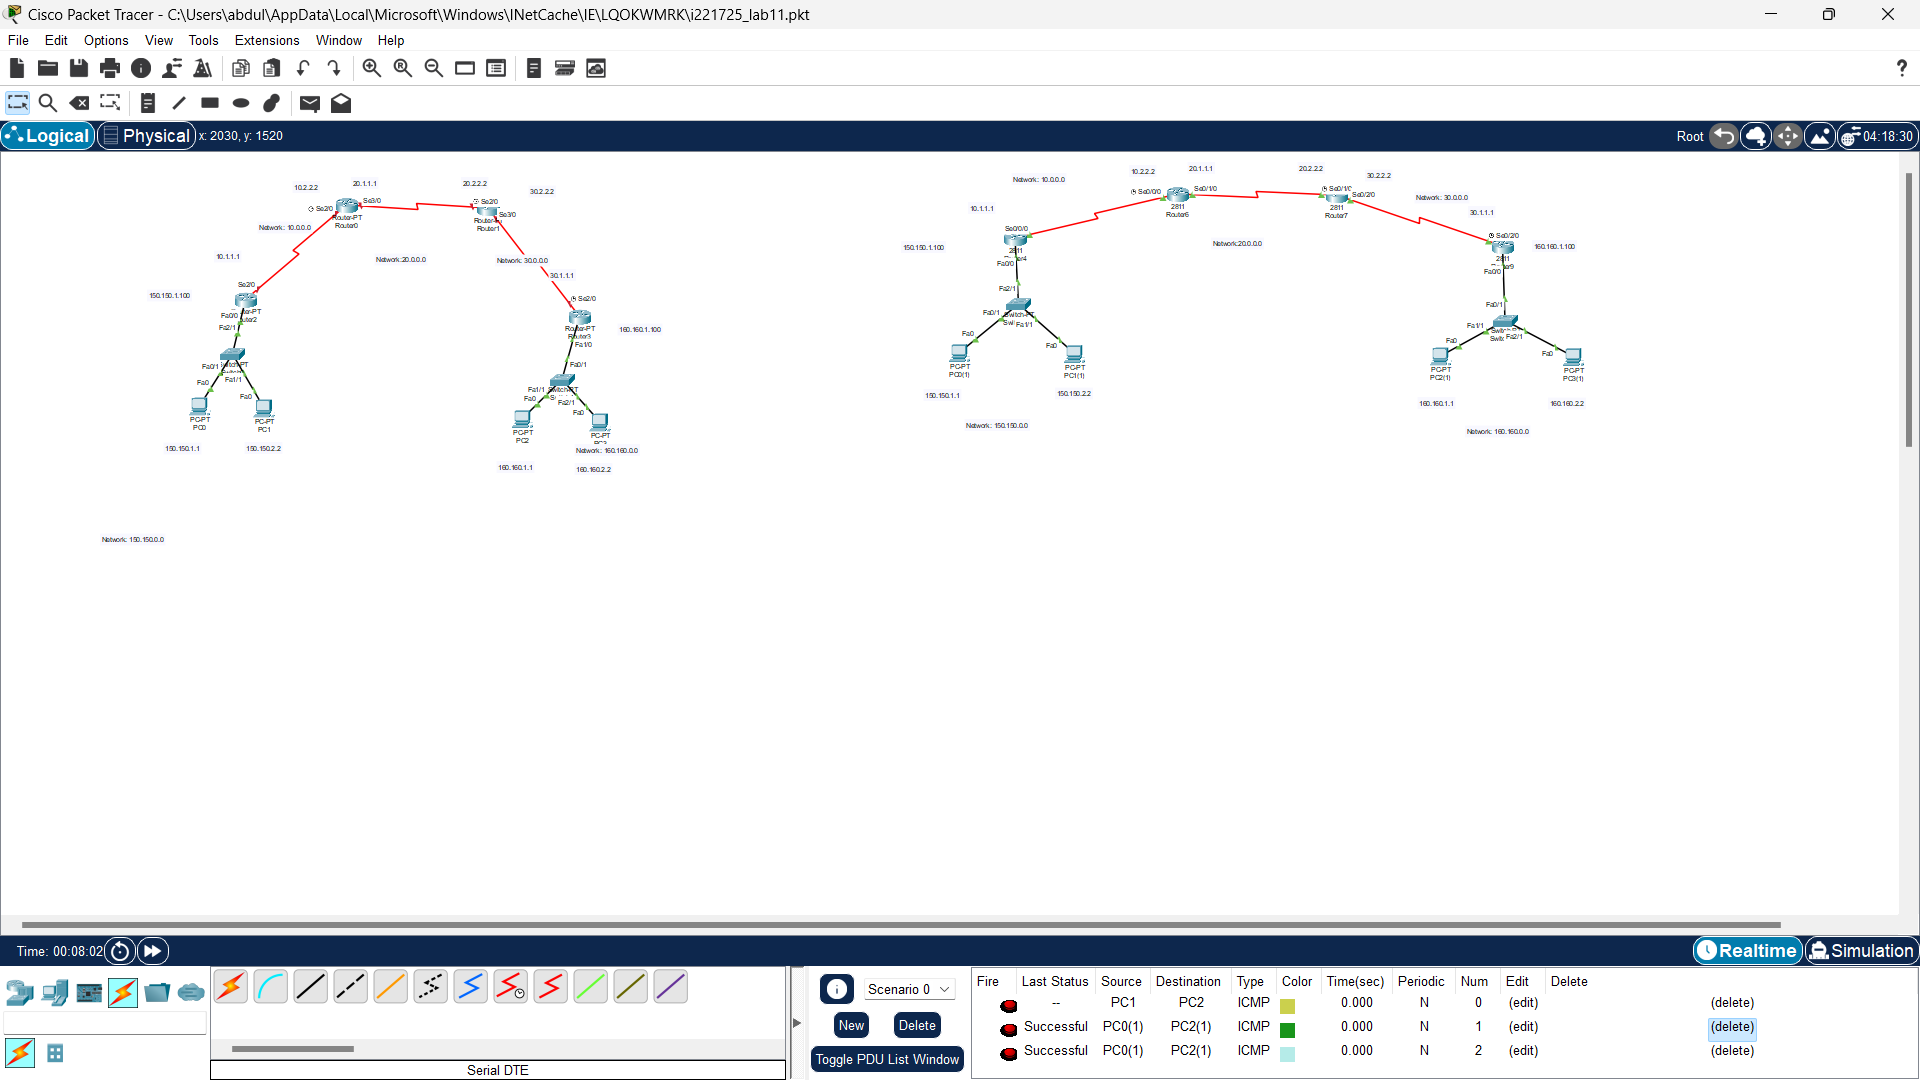 Cisco Packet Tracer - C:\Users\abdul\AppData\Local\Microsoft\Windows\INetCache\IE\LQOKWMRK\i221725_lab11.pkt
File Edit Options View Tools Extensions Window Help
?
Logical Physical x: 2030, y: 1520 Root 04:18:30
10.2.2.2 20.1.1.1 20.2.2.2 30.2.2.2
Se2/0 Se3/0 Se2/0 Se3/0
Router-PT
Router0
Router1
Network: 10.0.0.0
Network:20.0.0.0
Network: 30.0.0.0
10.1.1.1
30.1.1.1
Se2/0
150.150.1.100
Fa0/0
Fa2/1
Fa0/1
Fa1/1
Fa0
Fa0
PC-PT
PC0
PC-PT
PC1
150.150.1.1
150.150.2.2
Se2/0
Router3
160.160.1.100
Fa1/0
Fa0/1
Fa1/1
Fa2/1
Fa0
Fa0
PC-PT
PC2
PC-PT
Network: 160.160.0.0
160.160.1.1
160.160.2.2
Network: 150.150.0.0
Network: 10.0.0.0
10.2.2.2
20.1.1.1
20.2.2.2
30.2.2.2
Se0/0/0
Se0/1/0
2811
Router6
Se0/2/0
2811
Router7
Network: 30.0.0.0
10.1.1.1
30.1.1.1
Network:20.0.0.0
Se0/0/0
150.150.1.100
Fa0/0
Fa2/1
Fa0/1
Fa1/1
Fa0
Fa0
PC-PT
PC0(1)
PC-PT
PC1(1)
150.150.1.1
150.150.2.2
Network: 150.150.0.0
Se0/2/0
160.160.1.100
Fa0/0
Fa0/1
Fa1/1
Fa2/1
Fa0
Fa0
PC-PT
PC2(1)
PC-PT
PC3(1)
160.160.1.1
160.160.2.2
Network: 160.160.0.0
Time: 00:08:02 Realtime Simulation
Scenario 0
New Delete
Toggle PDU List Window
Serial DTE
Fire Last Status Source Destination Type Color Time(sec) Periodic Num Edit Delete
-- PC1 PC2 ICMP 0.000 N 0 (edit) (delete)
Successful PC0(1) PC2(1) ICMP 0.000 N 1 (edit) (delete)
Successful PC0(1) PC2(1) ICMP 0.000 N 2 (edit) (delete)